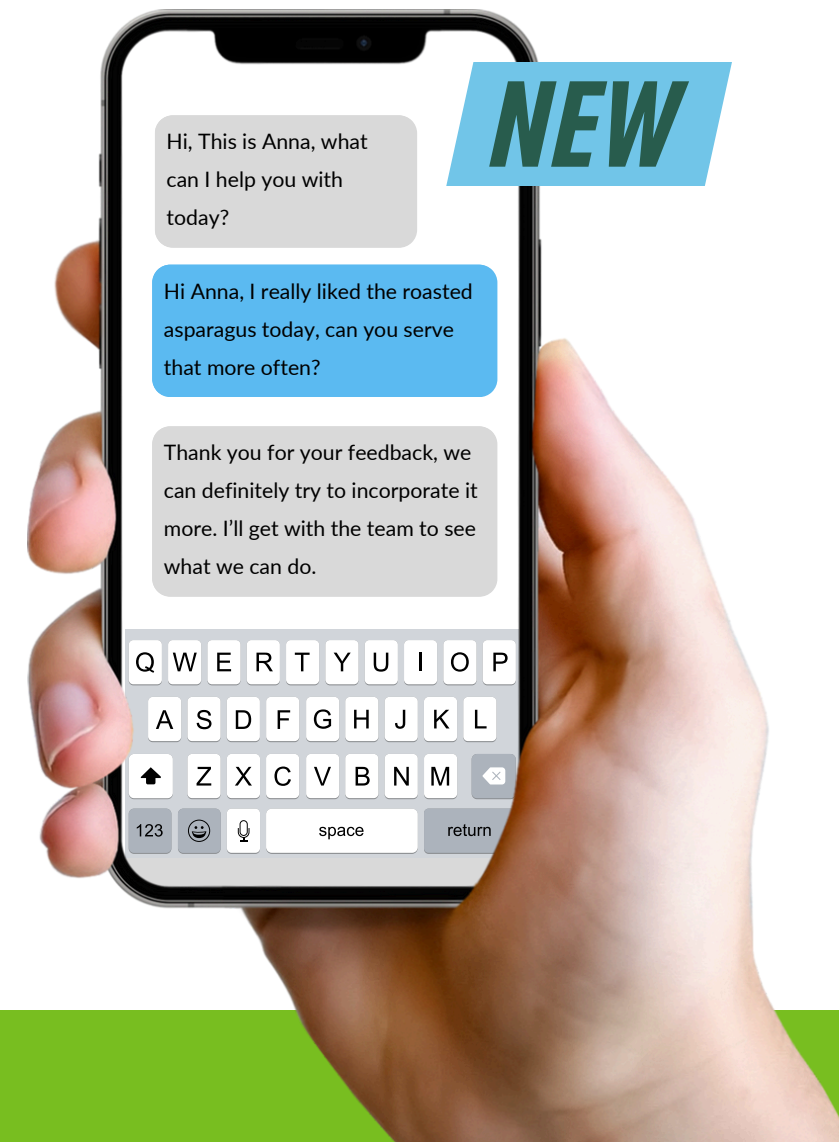 NEW
Hi, This is Anna, what
can I help you with
today?
Hi Anna, I really liked the roasted
asparagus today, can you serve
that more often?
Thank you for your feedback, we
can definitely try to incorporate it
more. I’ll get with the team to see
what we can do.
Q W E R T Y U I O P
A S D F G H J K L
Z X C V B N M
123 space return